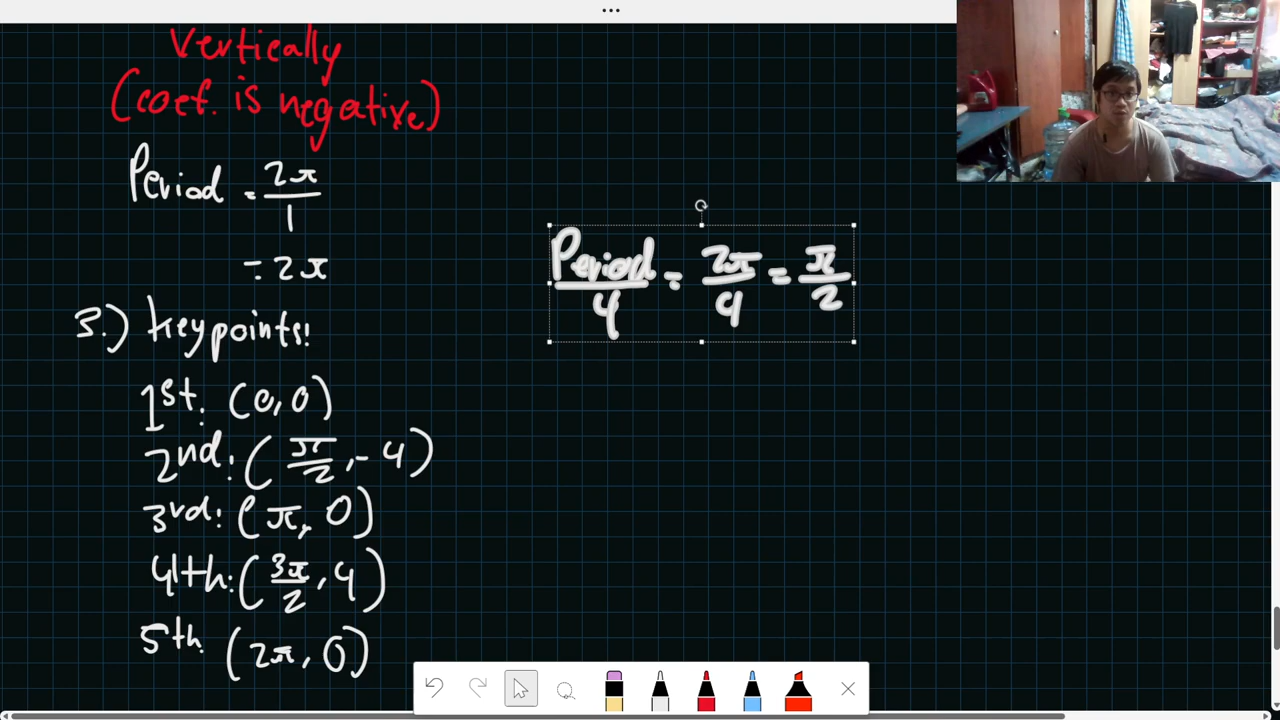 Vertically
(coef. is negative)
Period = 2π/1
= 2π
Period/4 = 2π/4 = π/2
3.) keypoints:
1st: (0,0)
2nd: (π/2, -4)
3rd: (π, 0)
4th: (3π/2, 4)
5th (2π, 0)